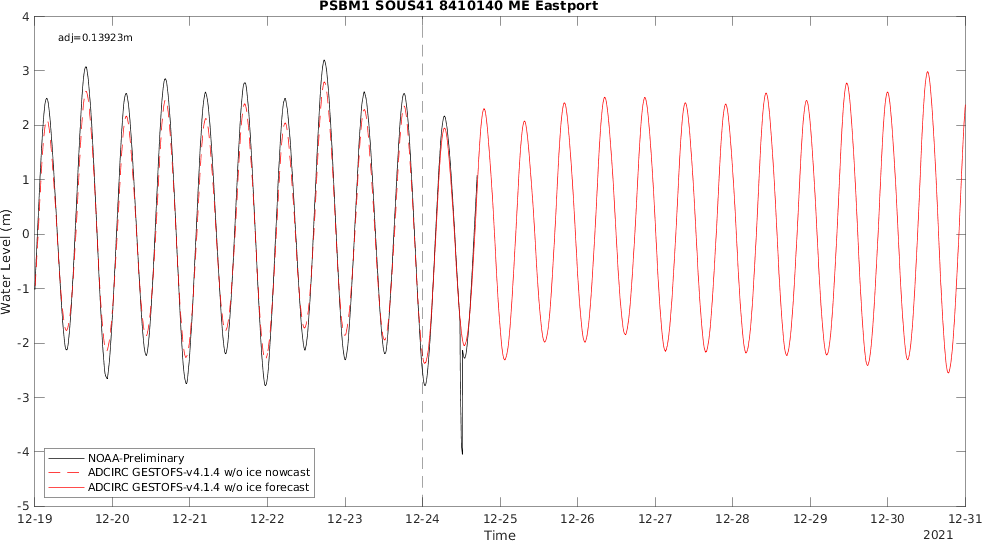 PSBM1 SOUS41 8410140 ME Eastport
adj=0.13923m
4
3
2
1
0
-1
-2
-3
-4
-5
Water Level (m)
NOAA-Preliminary
ADCIRC GESTOFS-v4.1.4 w/o ice nowcast
ADCIRC GESTOFS-v4.1.4 w/o ice forecast
12-19 12-20 12-21 12-22 12-23 12-24 12-25 12-26 12-27 12-28 12-29 12-30 12-31
Time
2021